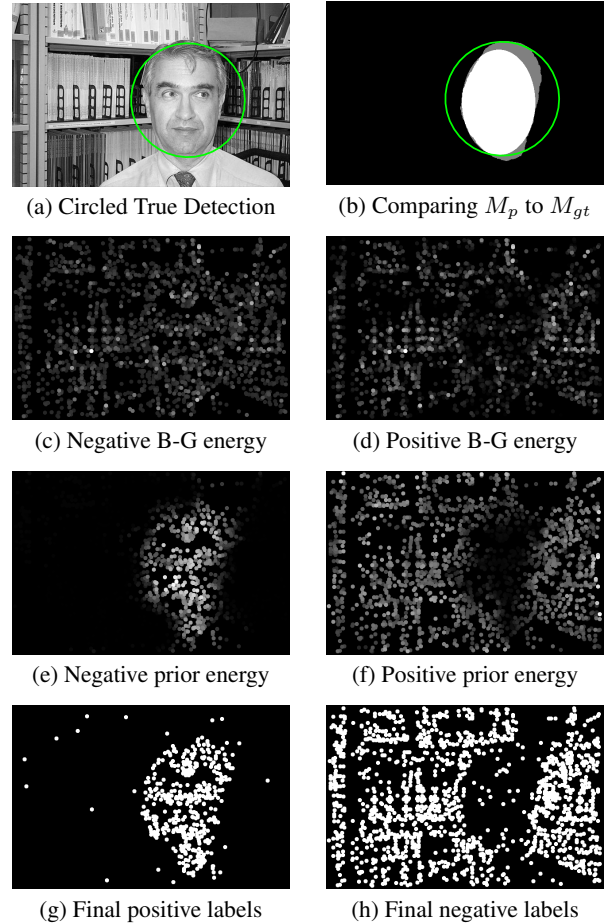 (a) Circled True Detection
(b) Comparing $M_p$ to $M_{gt}$
(c) Negative B-G energy
(d) Positive B-G energy
(e) Negative prior energy
(f) Positive prior energy
(g) Final positive labels
(h) Final negative labels